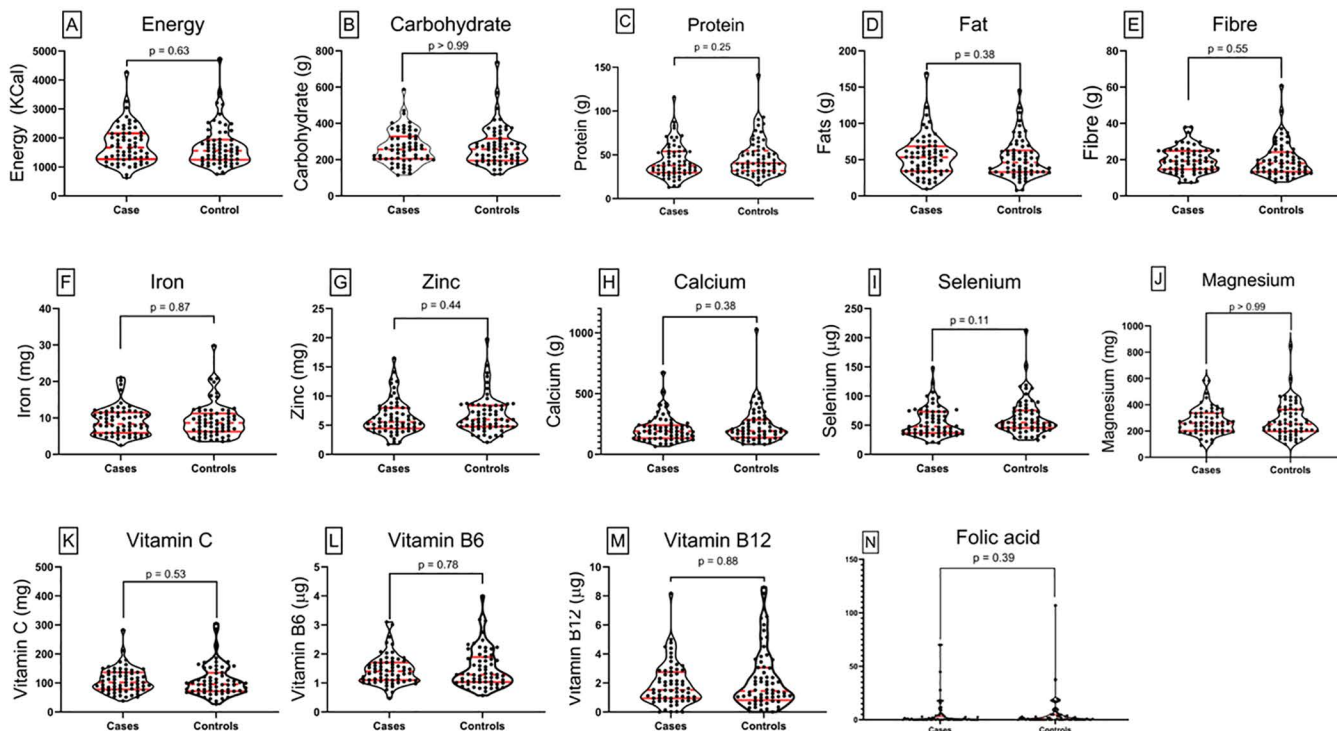 A Energy
p = 0.63
Energy (KCal)
5000
4000
3000
2000
1000
0
Case Control
B Carbohydrate
p > 0.99
Carbohydrate (g)
800
600
400
200
0
Cases Controls
C Protein
p = 0.25
Protein (g)
150
100
50
0
Cases Controls
D Fat
p = 0.38
Fats (g)
200
150
100
50
0
Cases Controls
E Fibre
p = 0.55
Fibre (g)
80
60
40
20
0
Cases Controls
F Iron
p = 0.87
Iron (mg)
40
30
20
10
0
Cases Controls
G Zinc
p = 0.44
Zinc (mg)
25
20
15
10
5
0
Cases Controls
H Calcium
p = 0.38
Calcium (g)
1000
500
0
Cases Controls
I Selenium
p = 0.11
Selenium (µg)
250
200
150
100
50
0
Cases Controls
J Magnesium
p > 0.99
Magnesium (mg)
1000
800
600
400
200
0
Cases Controls
K Vitamin C
p = 0.53
Vitamin C (mg)
500
400
300
200
100
0
Cases Controls
L Vitamin B6
p = 0.78
Vitamin B6 (µg)
5
4
3
2
1
0
Cases Controls
M Vitamin B12
p = 0.88
Vitamin B12 (µg)
10
8
6
4
2
0
Cases Controls
N Folic acid
p = 0.39
150
100
50
0
Cases Controls